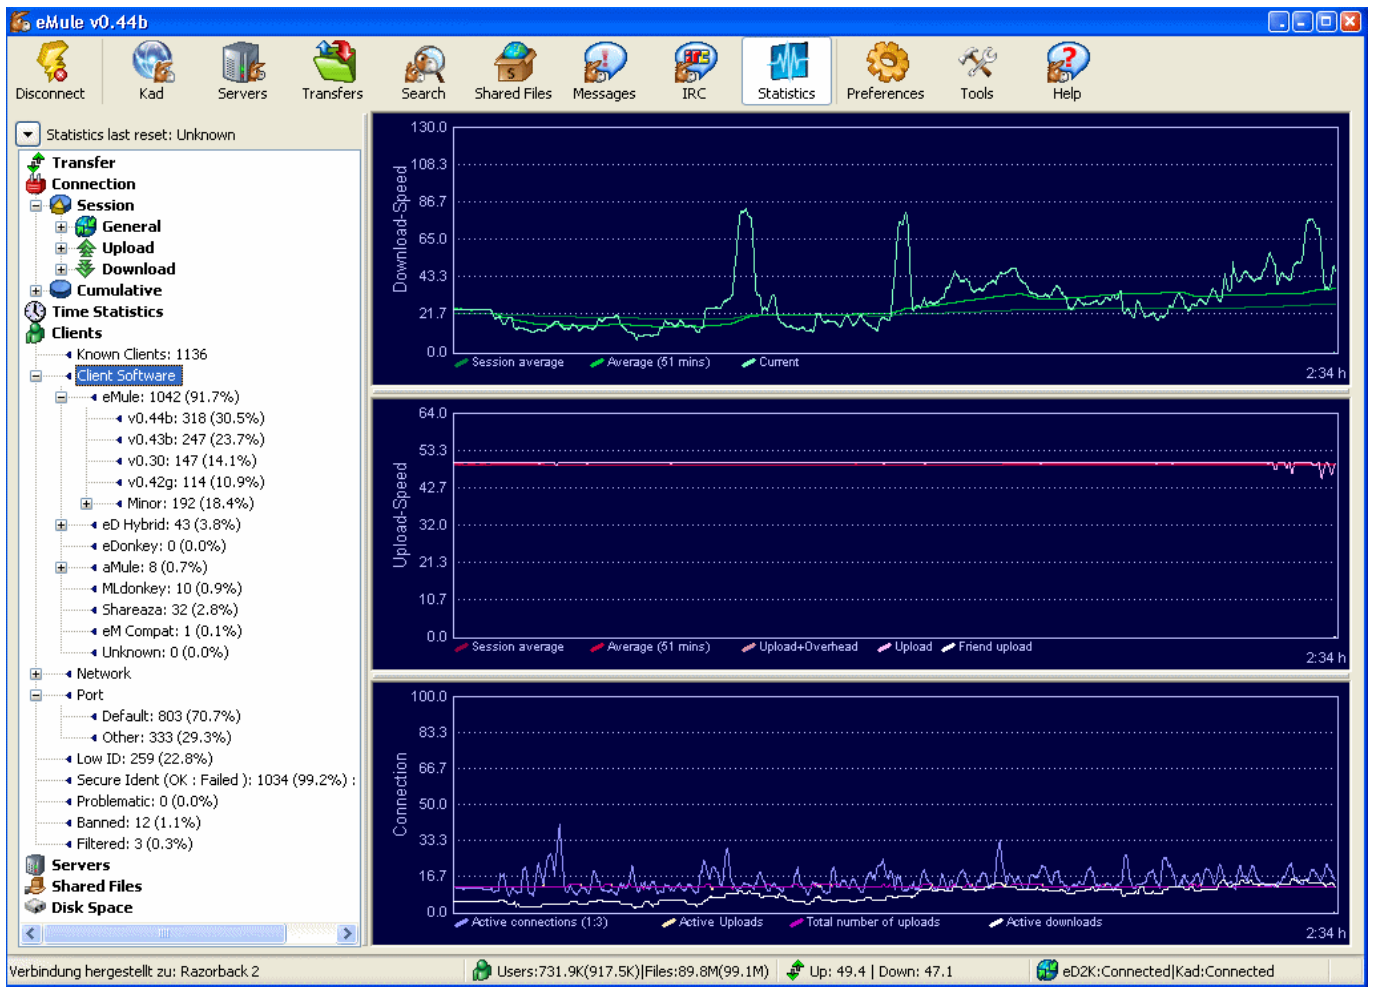 eMule v0.44b
Disconnect
Kad
Servers
Transfers
Search
Shared Files
Messages
IRC
Statistics
Preferences
Tools
Help
Statistics last reset: Unknown
Transfer
Connection
Session
General
Upload
Download
Cumulative
Time Statistics
Clients
Known Clients: 1136
Client Software
eMule: 1042 (91.7%)
v0.44b: 318 (30.5%)
v0.43b: 247 (23.7%)
v0.30: 147 (14.1%)
v0.42g: 114 (10.9%)
Minor: 192 (18.4%)
eD Hybrid: 43 (3.8%)
eDonkey: 0 (0.0%)
aMule: 8 (0.7%)
MLdonkey: 10 (0.9%)
Shareaza: 32 (2.8%)
eM Compat: 1 (0.1%)
Unknown: 0 (0.0%)
Network
Port
Default: 803 (70.7%)
Other: 333 (29.3%)
Low ID: 259 (22.8%)
Secure Ident (OK : Failed ): 1034 (99.2%) :
Problematic: 0 (0.0%)
Banned: 12 (1.1%)
Filtered: 3 (0.3%)
Servers
Shared Files
Disk Space
Download-Speed
130.0
108.3
86.7
65.0
43.3
21.7
0.0
Session average
Average (51 mins)
Current
2:34 h
Upload-Speed
64.0
53.3
42.7
32.0
21.3
10.7
0.0
Session average
Average (51 mins)
Upload+Overhead
Upload
Friend upload
2:34 h
Connection
100.0
83.3
66.7
50.0
33.3
16.7
0.0
Active connections (1:3)
Active Uploads
Total number of uploads
Active downloads
2:34 h
Verbindung hergestellt zu: Razorback 2
Users:731.9K(917.5K)|Files:89.8M(99.1M)
Up: 49.4 | Down: 47.1
eD2K:Connected|Kad:Connected